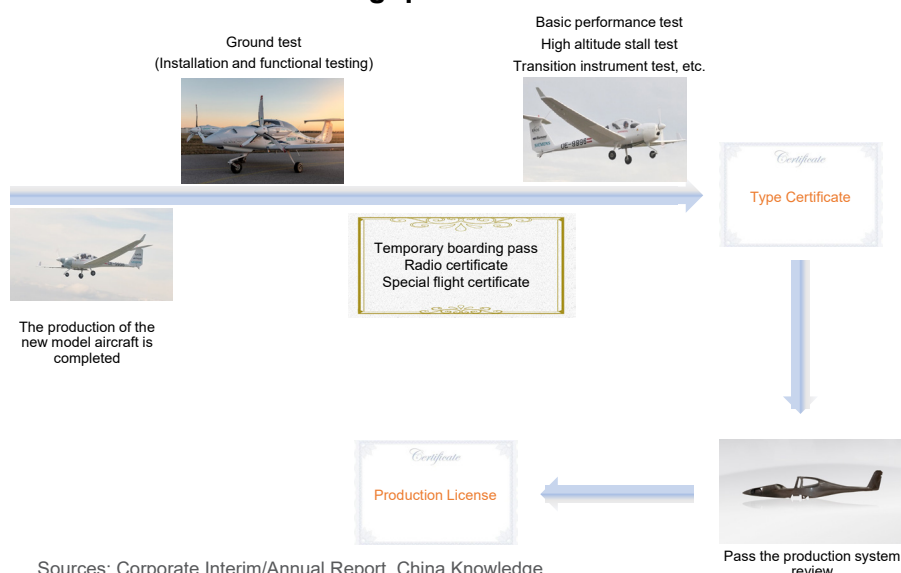 Basic performance test
Ground test
High altitude stall test
(Installation and functional testing)
Transition instrument test, etc.
Certificate
Type Certificate
Temporary boarding pass
Radio certificate
Special flight certificate
The production of the
new model aircraft is
completed
Certificate
Production License
Pass the production system
review
Sources: Corporate Interim/Annual Report, China Knowledge